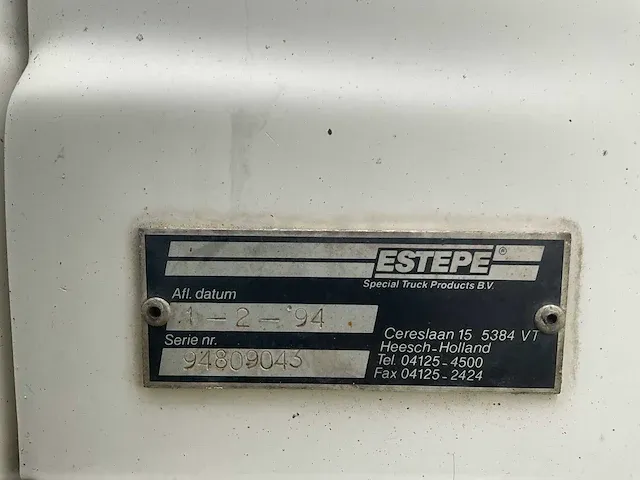 ESTEPE®
Special Truck Products B.V.
Afl. datum
1-2-'94
Serie nr.
94809043
Cereslaan 15 5384 VT
Heesch-Holland
Tel. 04125-4500
Fax 04125-2424